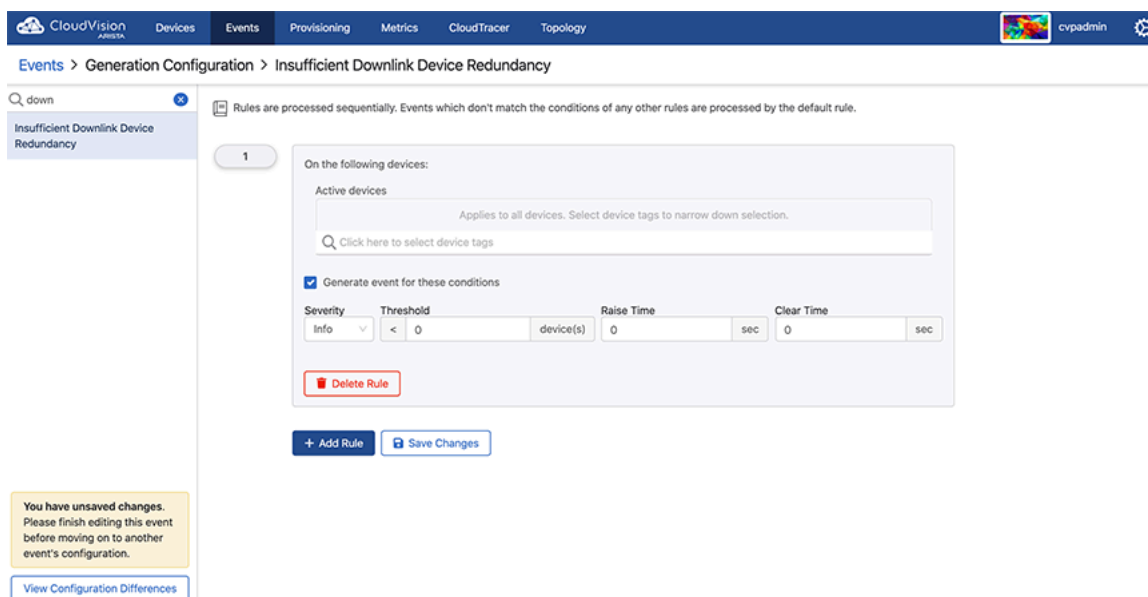 CloudVision
ARISTA
Devices
Events
Provisioning
Metrics
CloudTracer
Topology
cvpadmin
Events > Generation Configuration > Insufficient Downlink Device Redundancy
down
Insufficient Downlink Device
Redundancy
Rules are processed sequentially. Events which don't match the conditions of any other rules are processed by the default rule.
1
On the following devices:
Active devices
Applies to all devices. Select device tags to narrow down selection.
Click here to select device tags
Generate event for these conditions
Severity Threshold Raise Time Clear Time
Info < 0 device(s) 0 sec 0 sec
Delete Rule
+ Add Rule Save Changes
You have unsaved changes.
Please finish editing this event
before moving on to another
event's configuration.
View Configuration Differences